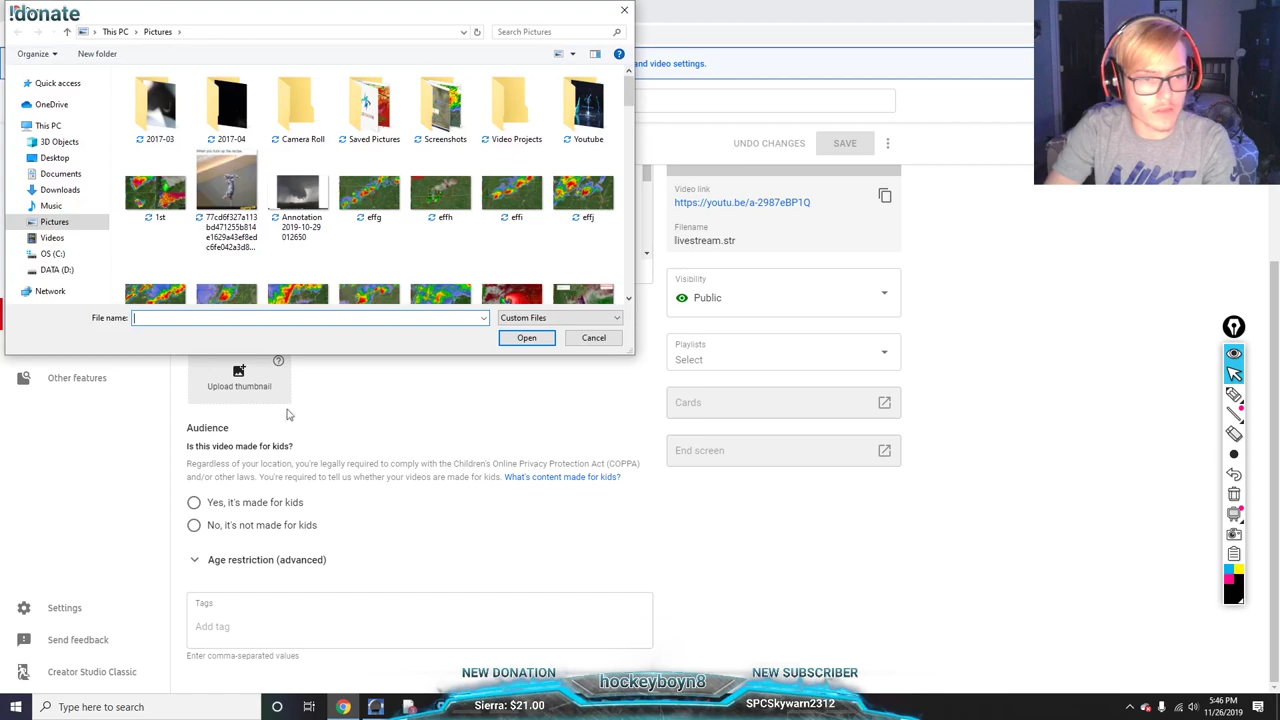 !donate
This PC
Pictures
Search Pictures
Organize
New folder
and video settings.
Quick access
OneDrive
This PC
3D Objects
Desktop
Documents
Downloads
Music
Pictures
Videos
OS (C:)
DATA (D:)
Network
2017-03
2017-04
Camera Roll
Saved Pictures
Screenshots
Video Projects
Youtube
1st
77cd6f327a113
bd471255b814
e1629a43ef8ed
c6fe042a3d8...
Annotation
2019-10-29
012650
effg
effh
effi
effj
File name:
Custom Files
Open
Cancel
UNDO CHANGES
SAVE
Video link
https://youtu.be/a-2987eBP1Q
Filename
livestream.str
Visibility
Public
Playlists
Select
Cards
End screen
Other features
Upload thumbnail
Audience
Is this video made for kids?
Regardless of your location, you're legally required to comply with the Children's Online Privacy Protection Act (COPPA)
and/or other laws. You're required to tell us whether your videos are made for kids. What's content made for kids?
Yes, it's made for kids
No, it's not made for kids
Age restriction (advanced)
Tags
Add tag
Enter comma-separated values
Settings
Send feedback
Creator Studio Classic
NEW DONATION
hockeyboyn8
NEW SUBSCRIBER
Sierra: $21.00
SPCSkywarn2312
Type here to search
5:46 PM
11/26/2019